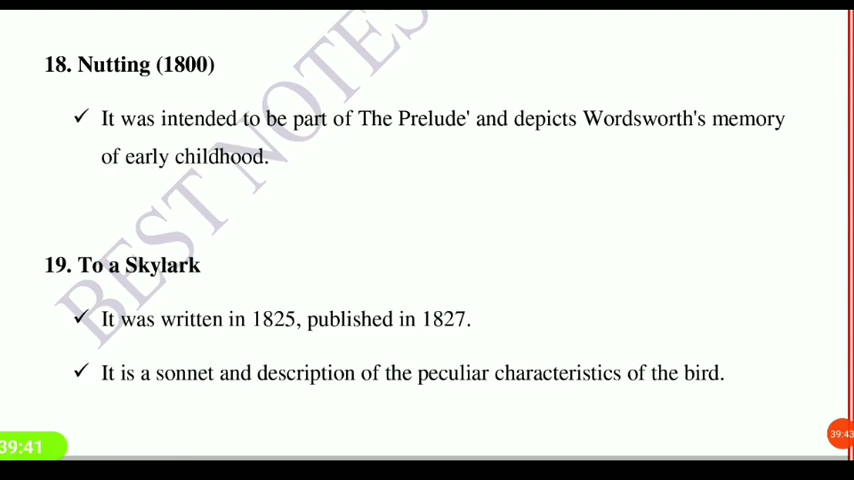 18. Nutting (1800)
✓ It was intended to be part of The Prelude' and depicts Wordsworth's memory
of early childhood.
BEST NOTES
19. To a Skylark
✓ It was written in 1825, published in 1827.
✓ It is a sonnet and description of the peculiar characteristics of the bird.
39:41
39:43